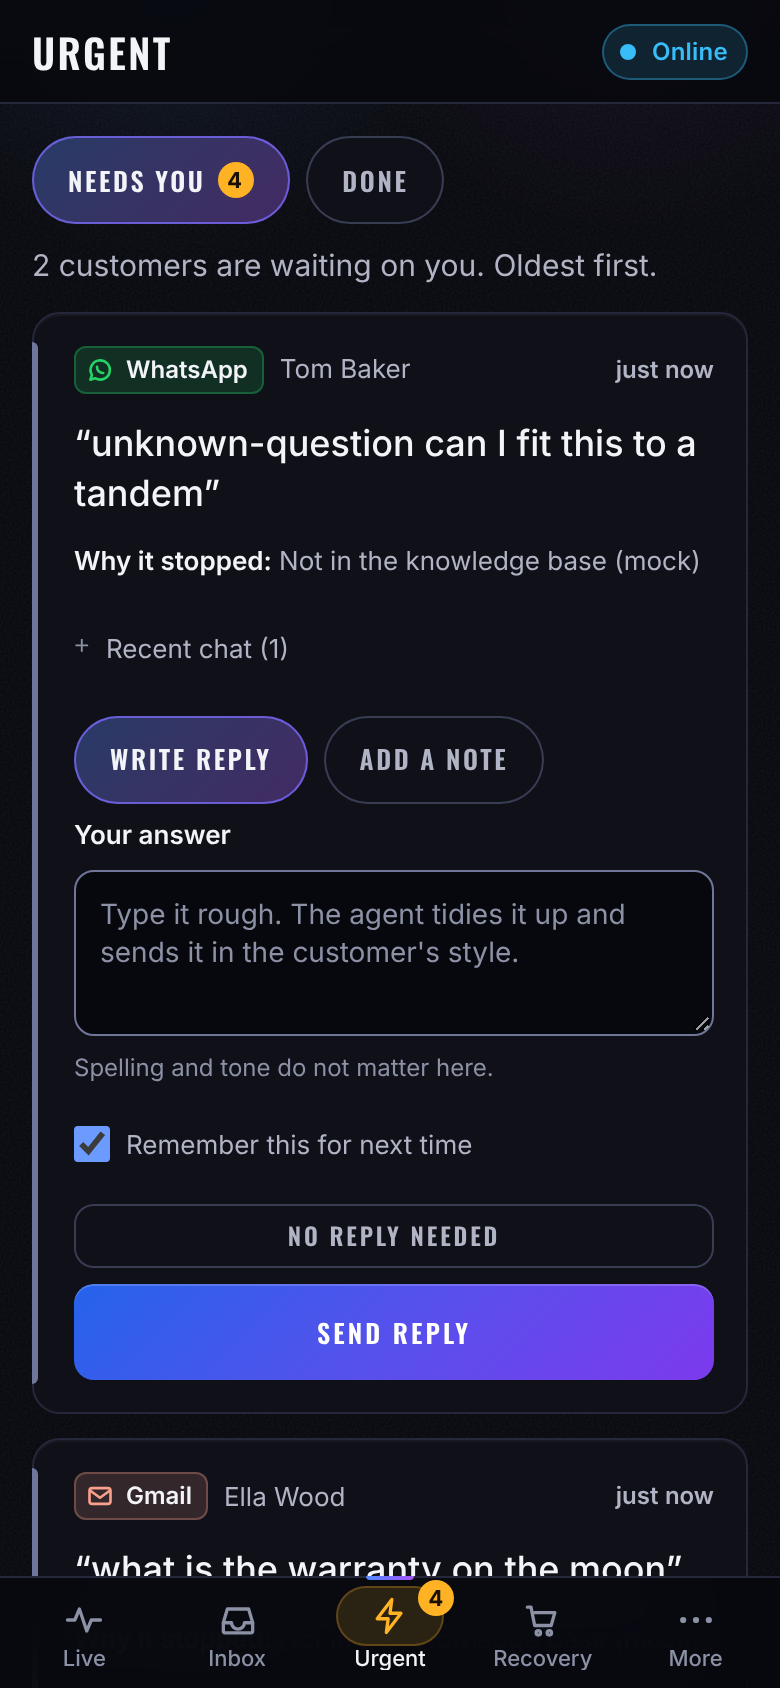 URGENT
Online
NEEDS YOU 4
DONE
2 customers are waiting on you. Oldest first.
WhatsApp Tom Baker just now
“unknown-question can I fit this to a
tandem”
Why it stopped: Not in the knowledge base (mock)
+ Recent chat (1)
WRITE REPLY
ADD A NOTE
Your answer
Type it rough. The agent tidies it up and
sends it in the customer's style.
Spelling and tone do not matter here.
Remember this for next time
NO REPLY NEEDED
SEND REPLY
Gmail Ella Wood just now
“what is the warranty on the moon”
4
Live Inbox Urgent Recovery More